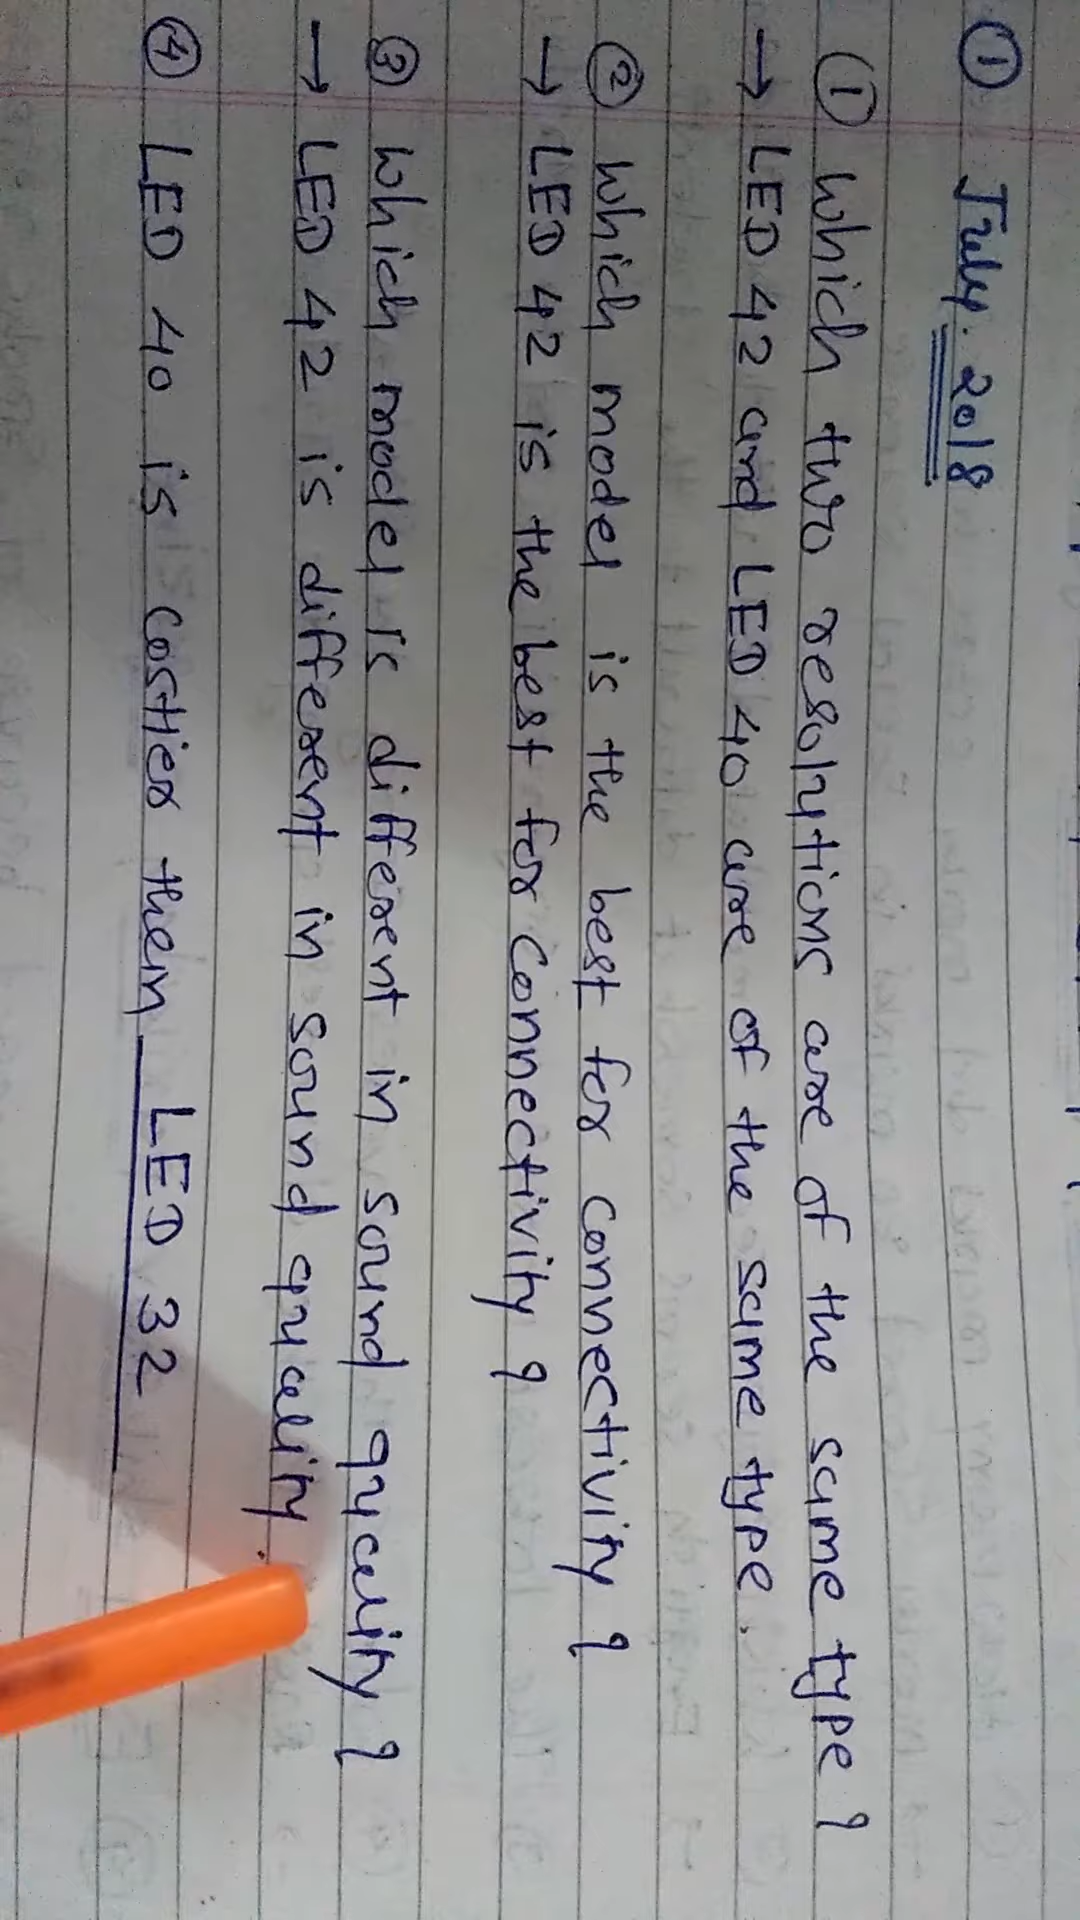 ① July. 2018
① Which two resolutions are of the same type?
→ LED 42 and LED 40 are of the same type.
② Which model is the best for connectivity?
→ LED 42 is the best for connectivity?
③ Which model is different in sound quality?
→ LED 42 is different in sound quality.
④ LED 40 is costier them LED 32